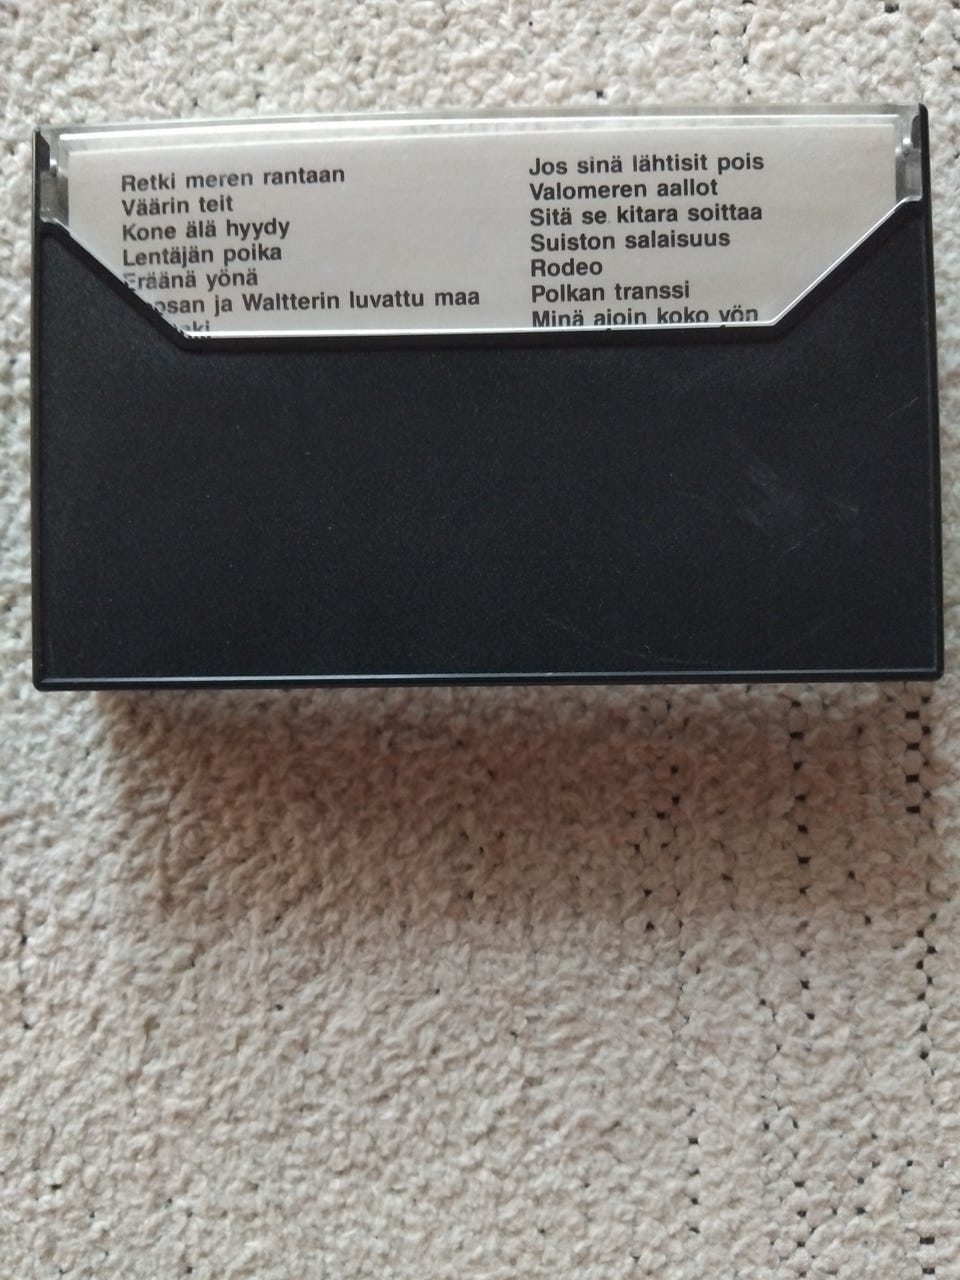 Retki meren rantaan
Väärin teit
Kone älä hyydy
Lentäjän poika
Eräänä yönä
ja Waltterin luvattu maa
Jos sinä lähtisit pois
Valomeren aallot
Sitä se kitara soittaa
Suiston salaisuus
Rodeo
Polkan transsi
Minä ajoin koko yön